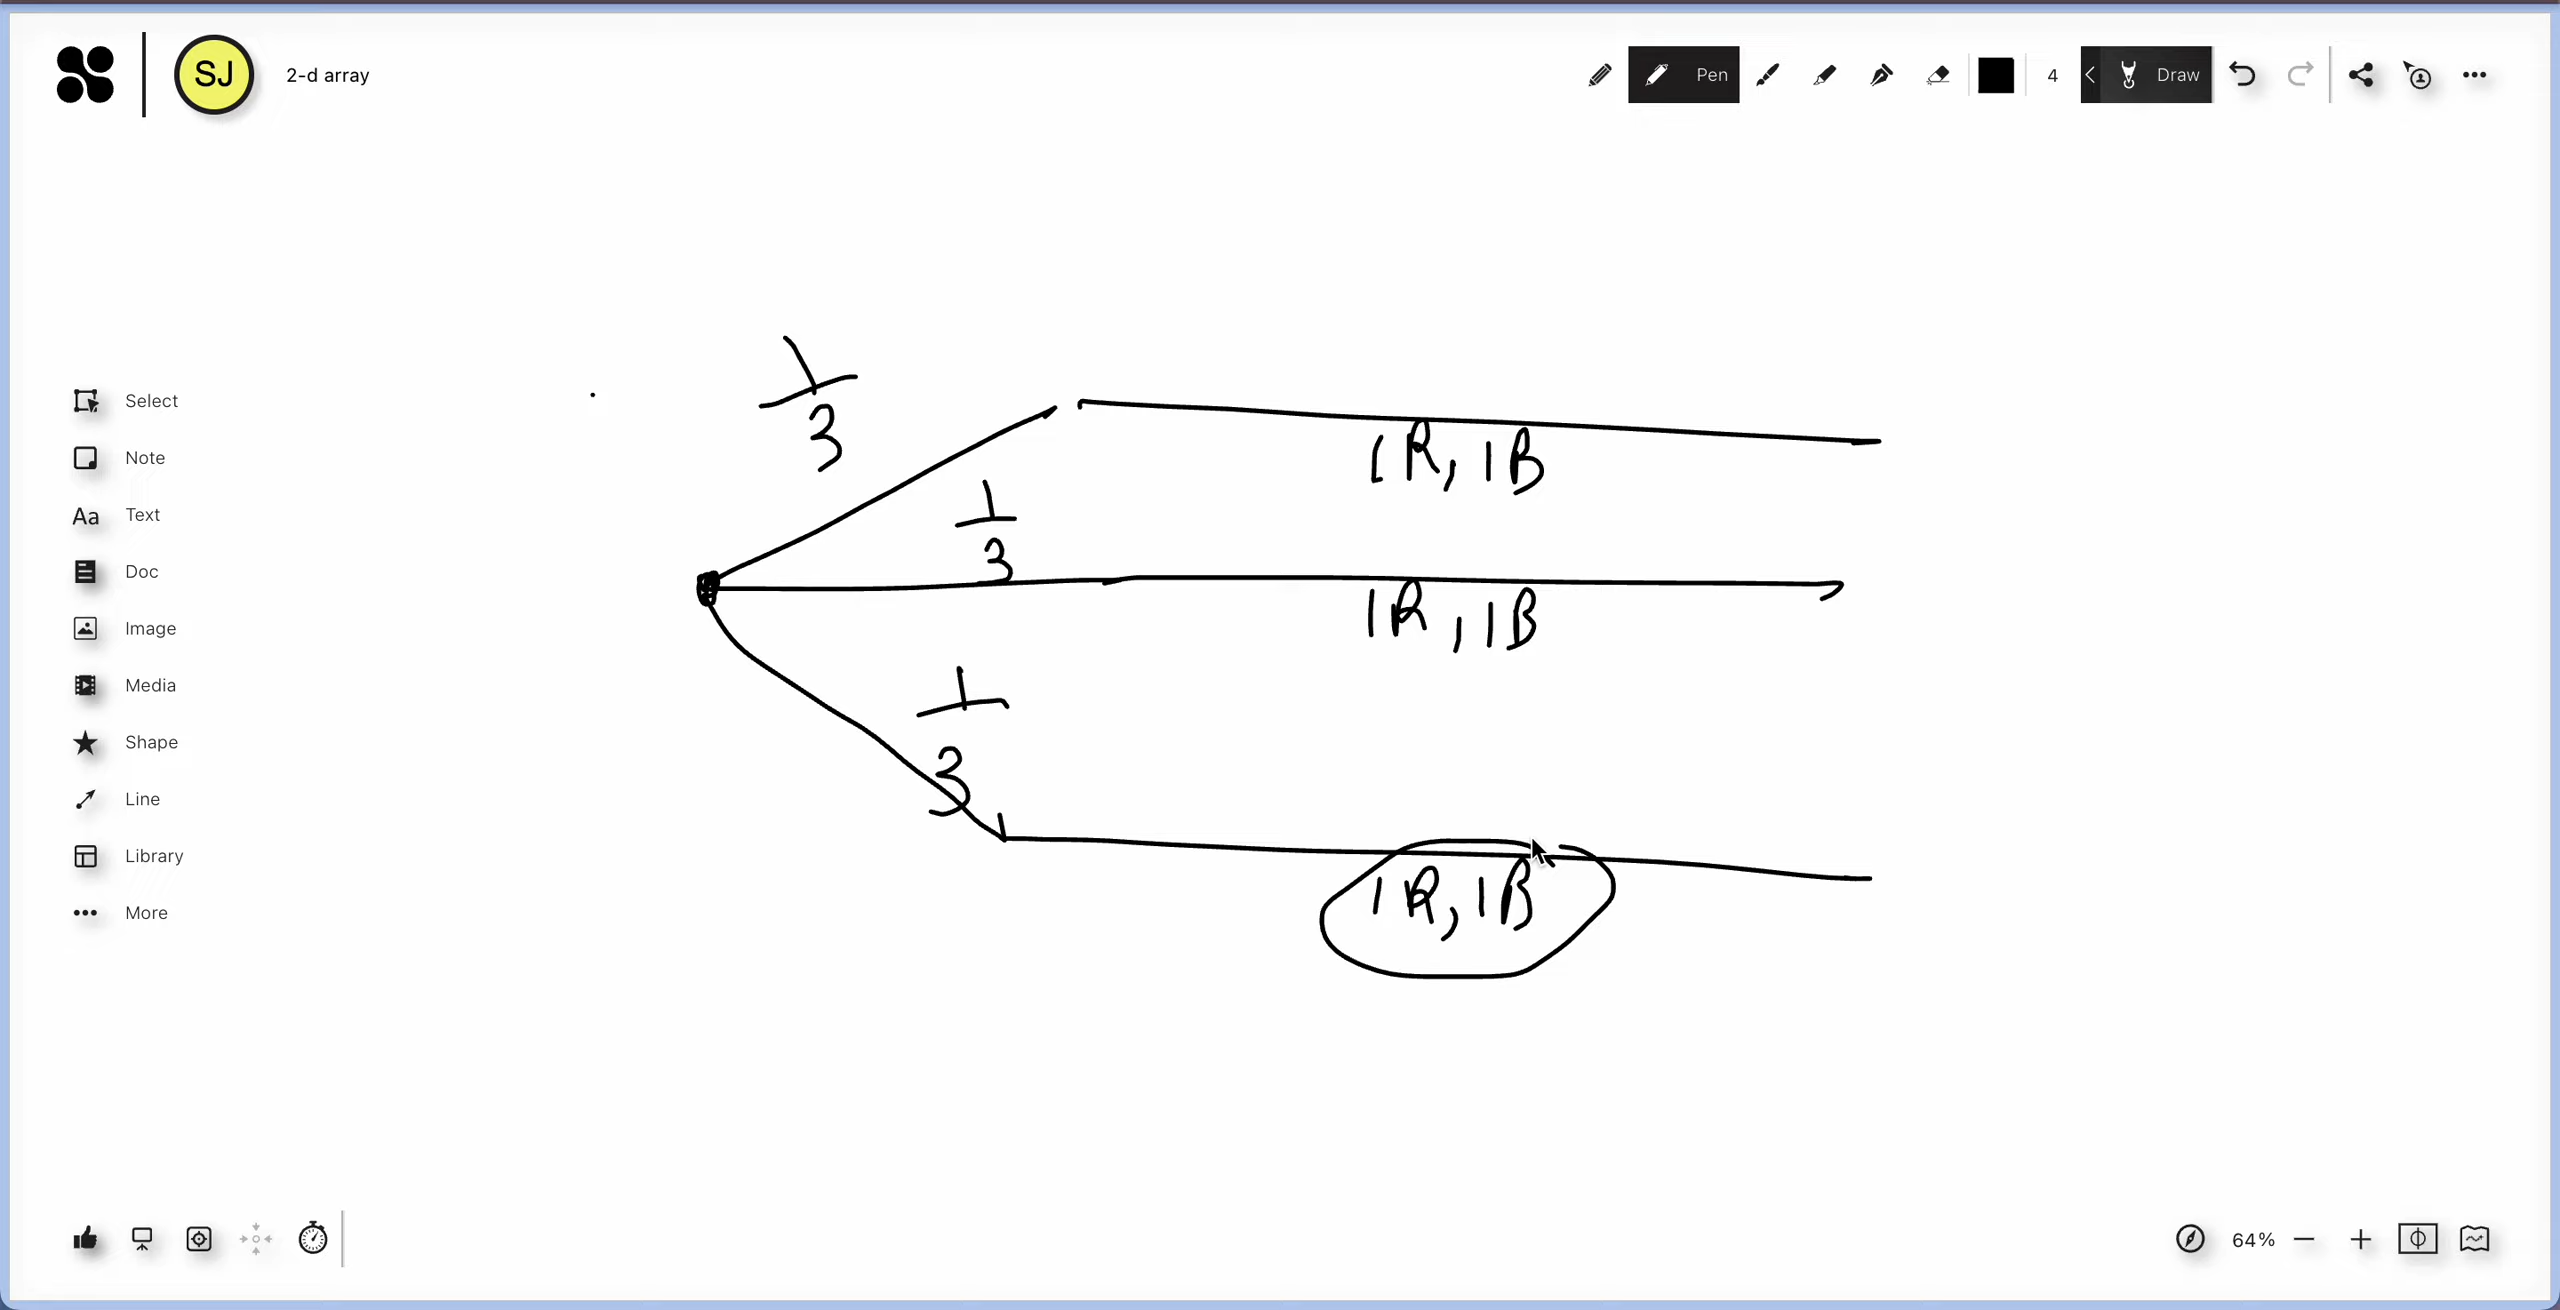 SJ 2-d array Pen 4 Draw
1/3
Select
1R, 1B
Note
1/3
Text
Doc
1R, 1B
Image
1/3
Media
Shape
Line
Library
1R, 1B
More
64%